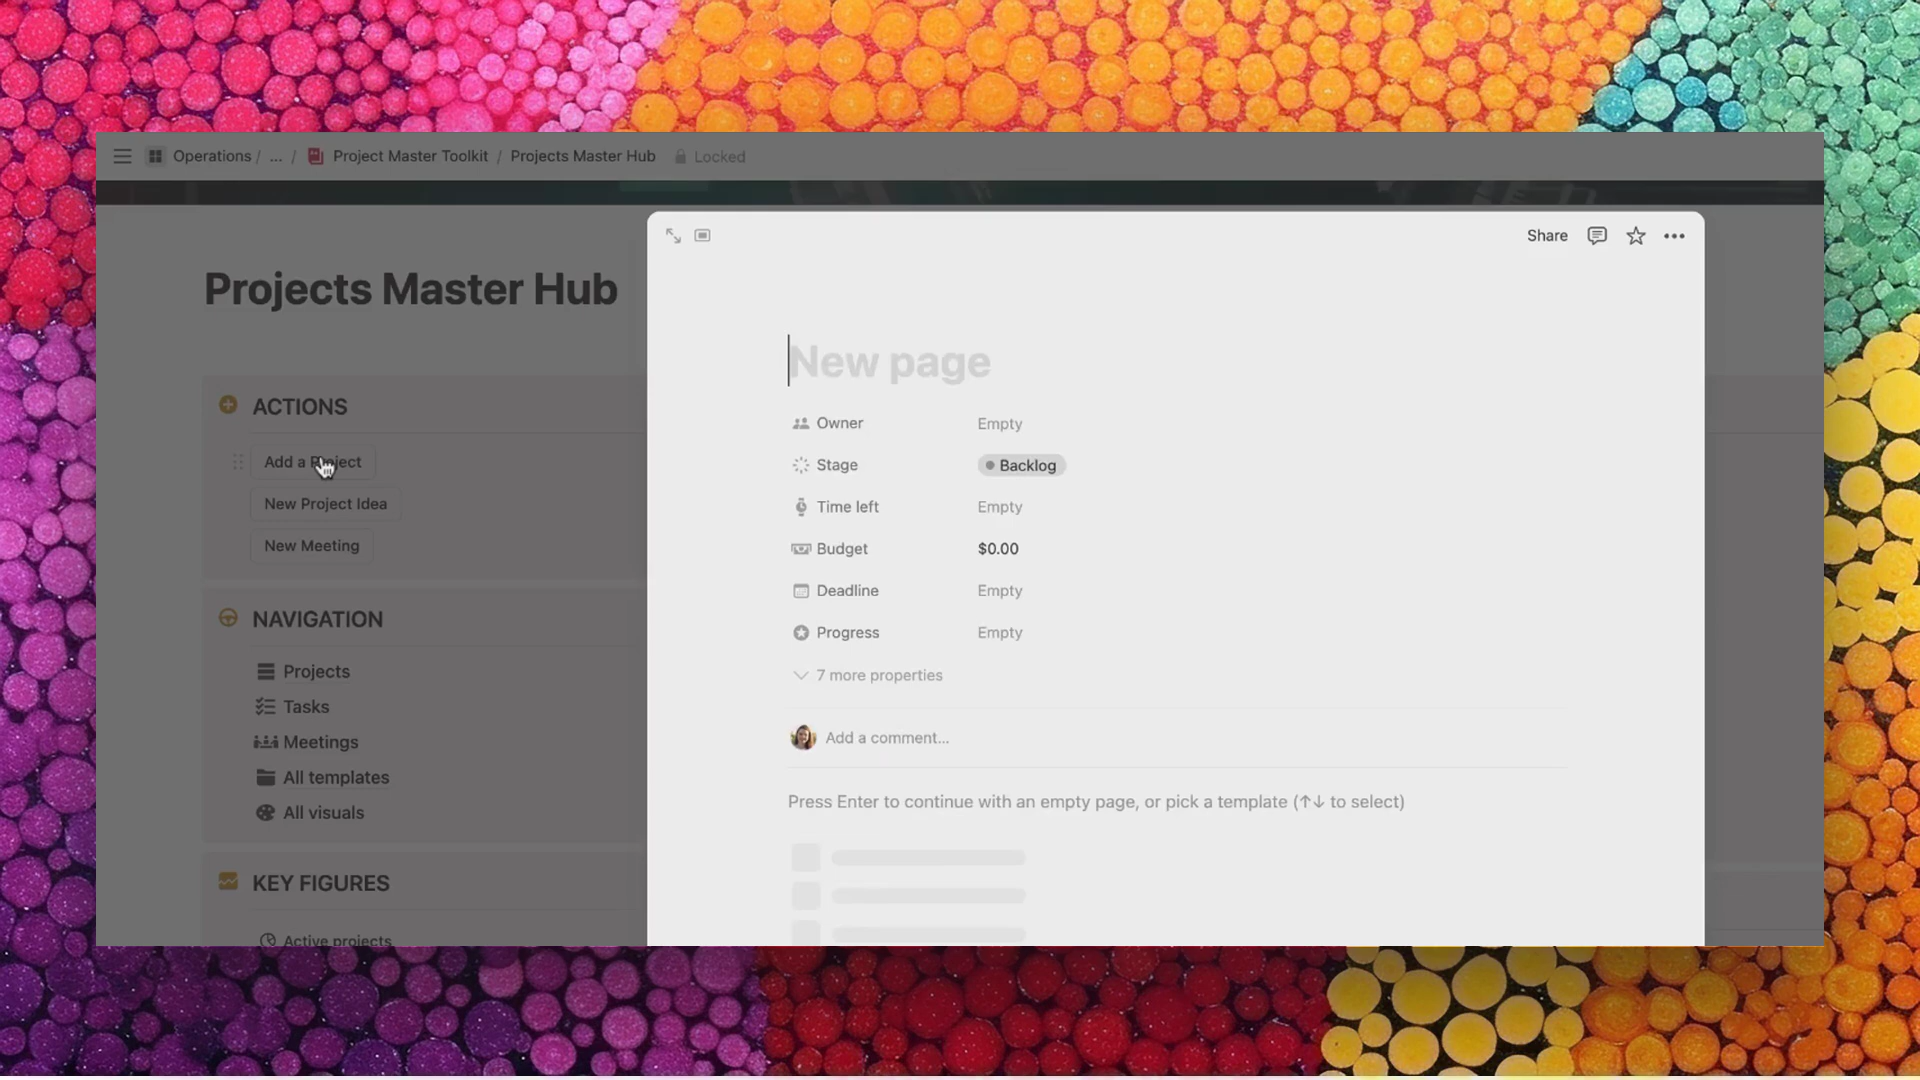 Operations / ... / Project Master Toolkit / Projects Master Hub Locked
Projects Master Hub
ACTIONS
Add a Project
New Project Idea
New Meeting
NAVIGATION
Projects
Tasks
Meetings
All templates
All visuals
KEY FIGURES
Active projects
Share
New page
Owner Empty
Stage Backlog
Time left Empty
Budget $0.00
Deadline Empty
Progress Empty
7 more properties
Add a comment...
Press Enter to continue with an empty page, or pick a template (↑↓ to select)